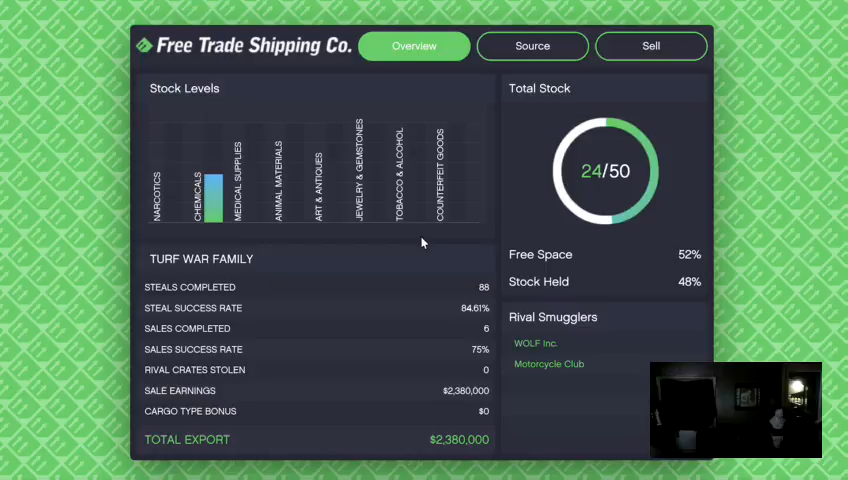 Free Trade Shipping Co.
Overview
Source
Sell
Stock Levels
NARCOTICS
CHEMICALS
MEDICAL SUPPLIES
ANIMAL MATERIALS
ART & ANTIQUES
JEWELRY & GEMSTONES
TOBACCO & ALCOHOL
COUNTERFEIT GOODS
Total Stock
24/50
Free Space 52%
Stock Held 48%
TURF WAR FAMILY
STEALS COMPLETED 88
STEAL SUCCESS RATE 84.61%
SALES COMPLETED 6
SALES SUCCESS RATE 75%
RIVAL CRATES STOLEN 0
SALE EARNINGS $2,380,000
CARGO TYPE BONUS $0
TOTAL EXPORT $2,380,000
Rival Smugglers
WOLF Inc.
Motorcycle Club